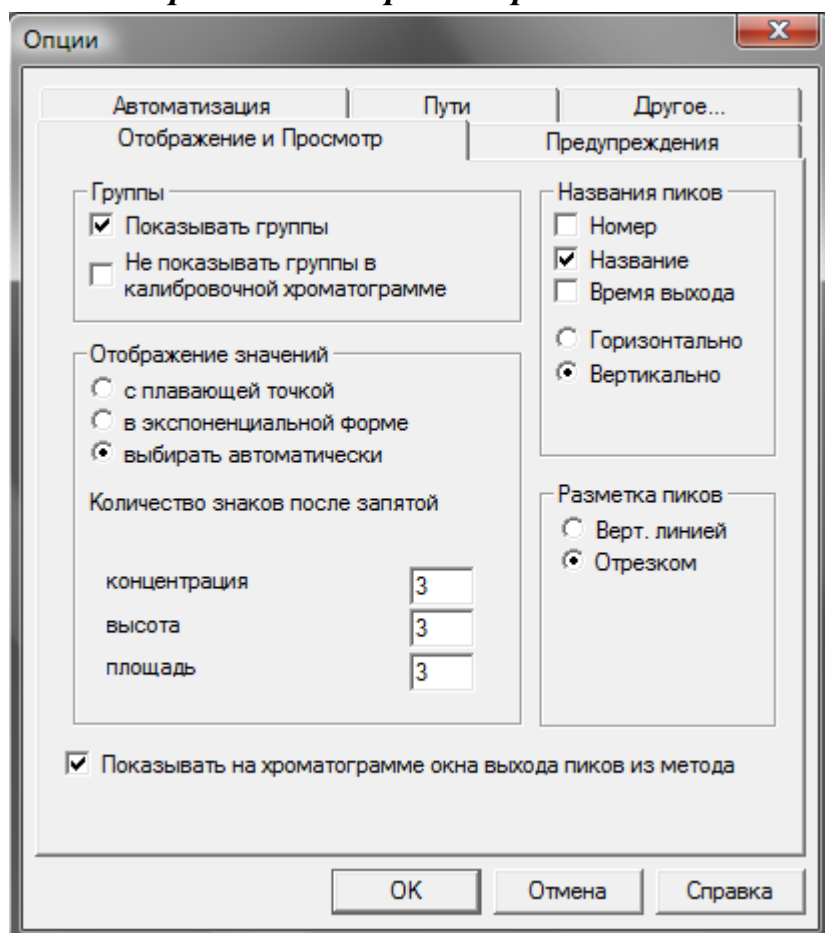 Опции
Автоматизация
Пути
Другое...
Отображение и Просмотр
Предупреждения
Группы
Показывать группы
Не показывать группы в
калибровочной хроматограмме
Отображение значений
с плавающей точкой
в экспоненциальной форме
выбирать автоматически
Количество знаков после запятой
концентрация 3
высота 3
площадь 3
Названия пиков
Номер
Название
Время выхода
Горизонтально
Вертикально
Разметка пиков
Верт. линией
Отрезком
Показывать на хроматограмме окна выхода пиков из метода
OK
Отмена
Справка